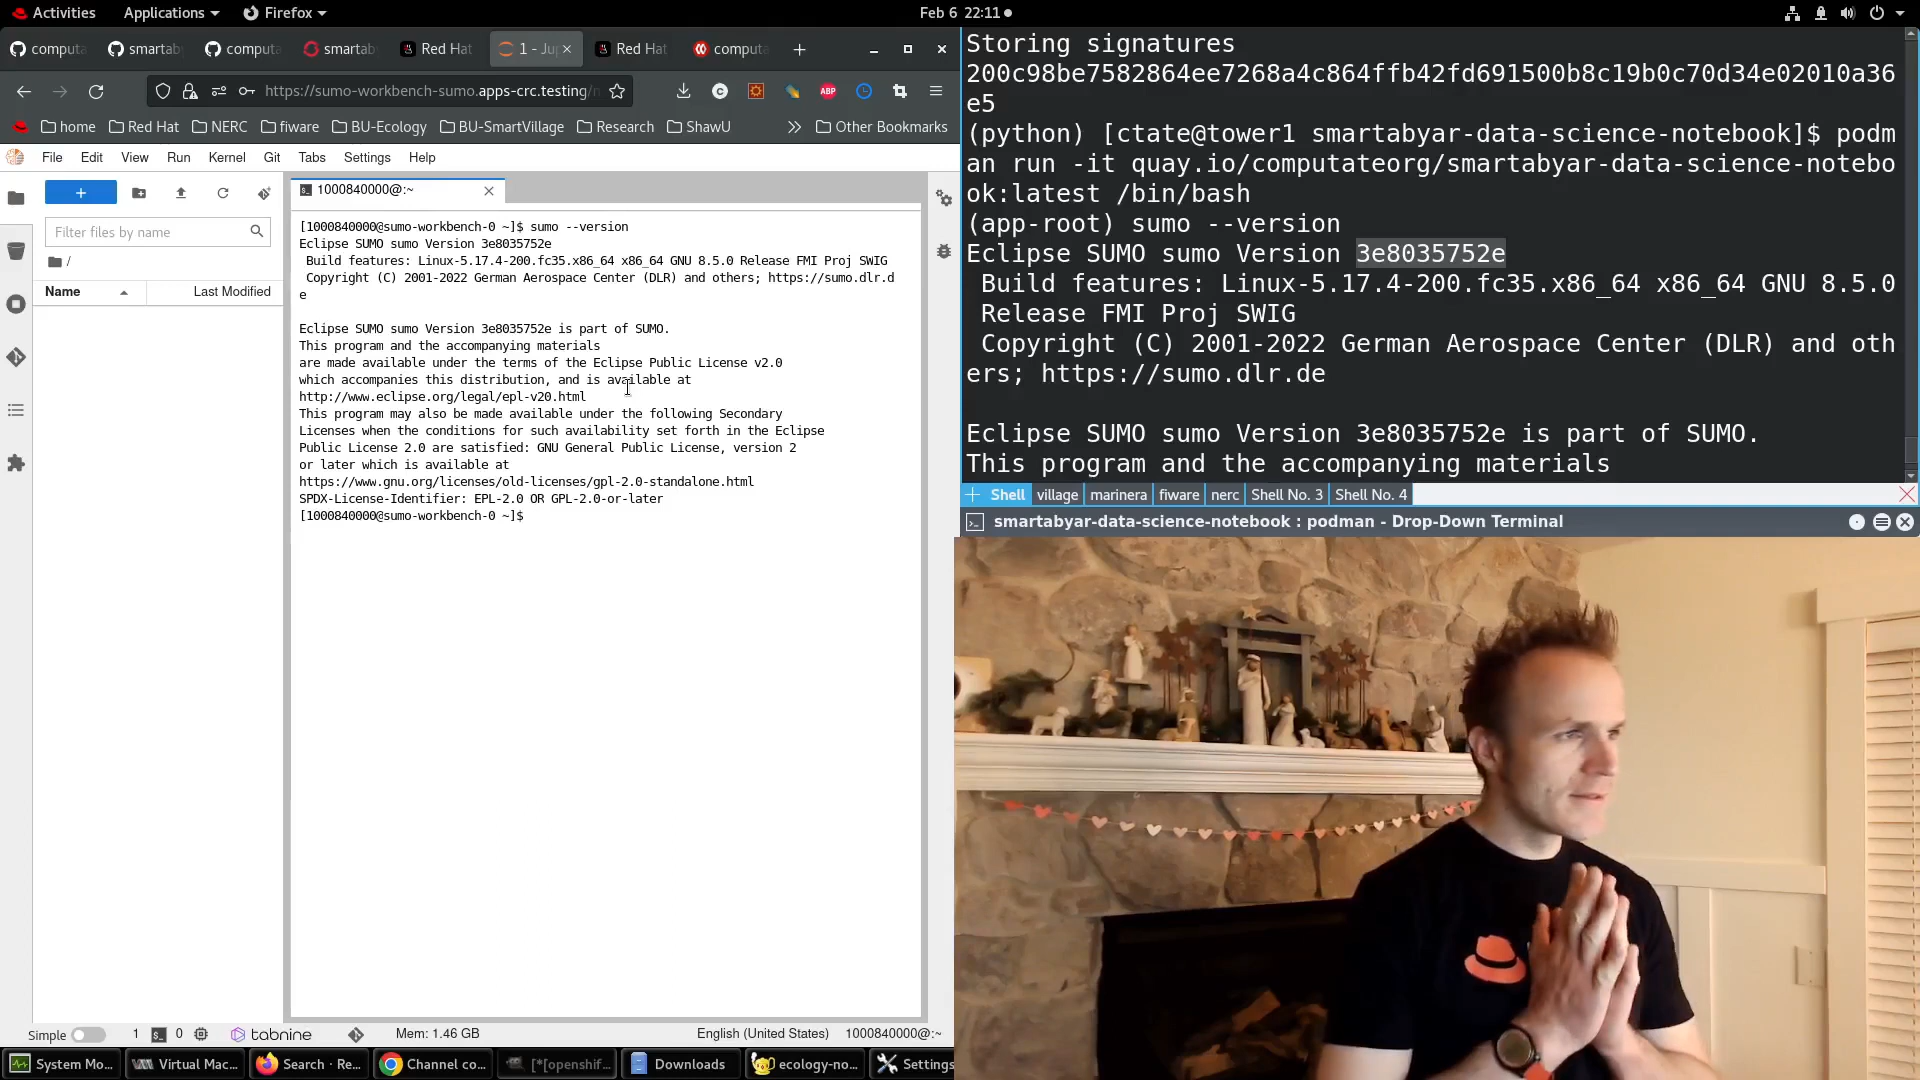 Activities Applications Firefox Feb 6 22:11
computa smartab computa smartab Red Hat 1 - Jup Red Hat computa
https://sumo-workbench-sumo.apps-crc.testing/n
home Red Hat NERC fiware BU-Ecology BU-SmartVillage Research ShawU Other Bookmarks
File Edit View Run Kernel Git Tabs Settings Help
1000840000@:~
Filter files by name
/
Name Last Modified
[1000840000@sumo-workbench-0 ~]$ sumo --version
Eclipse SUMO sumo Version 3e8035752e
Build features: Linux-5.17.4-200.fc35.x86_64 x86_64 GNU 8.5.0 Release FMI Proj SWIG
Copyright (C) 2001-2022 German Aerospace Center (DLR) and others; https://sumo.dlr.d
e
Eclipse SUMO sumo Version 3e8035752e is part of SUMO.
This program and the accompanying materials
are made available under the terms of the Eclipse Public License v2.0
which accompanies this distribution, and is available at
http://www.eclipse.org/legal/epl-v20.html
This program may also be made available under the following Secondary
Licenses when the conditions for such availability set forth in the Eclipse
Public License 2.0 are satisfied: GNU General Public License, version 2
or later which is available at
https://www.gnu.org/licenses/old-licenses/gpl-2.0-standalone.html
SPDX-License-Identifier: EPL-2.0 OR GPL-2.0-or-later
[1000840000@sumo-workbench-0 ~]$
Simple 1 0 tabnine Mem: 1.46 GB English (United States) 1000840000@:~
Storing signatures
200c98be7582864ee7268a4c864ffb42fd691500b8c19b0c70d34e02010a36
e5
(python) [ctate@tower1 smartabyar-data-science-notebook]$ podm
an run -it quay.io/computateorg/smartabyar-data-science-notebo
ok:latest /bin/bash
(app-root) sumo --version
Eclipse SUMO sumo Version 3e8035752e
Build features: Linux-5.17.4-200.fc35.x86_64 x86_64 GNU 8.5.0
Release FMI Proj SWIG
Copyright (C) 2001-2022 German Aerospace Center (DLR) and oth
ers; https://sumo.dlr.de
Eclipse SUMO sumo Version 3e8035752e is part of SUMO.
This program and the accompanying materials
Shell village marinera fiware nerc Shell No. 3 Shell No. 4
smartabyar-data-science-notebook : podman - Drop-Down Terminal
System Mo... Virtual Mac... Search · Re... Channel co... [*[openshif... Downloads ecology-no... Settings